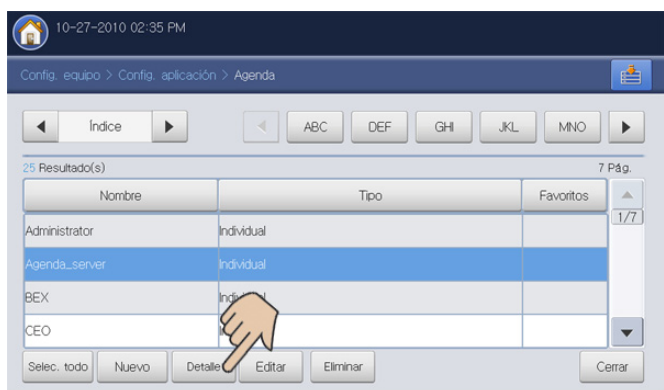 10-27-2010 02:35 PM
Config. equipo > Config. aplicación > Agenda
Índice ABC DEF GHI JKL MNO
25 Resultado(s) 7 Pág.
Nombre Tipo Favoritos
Administrator Individual 1/7
Agenda_server Individual
BEX Individual
CEO
Selec. todo Nuevo Detalle Editar Eliminar Cerrar